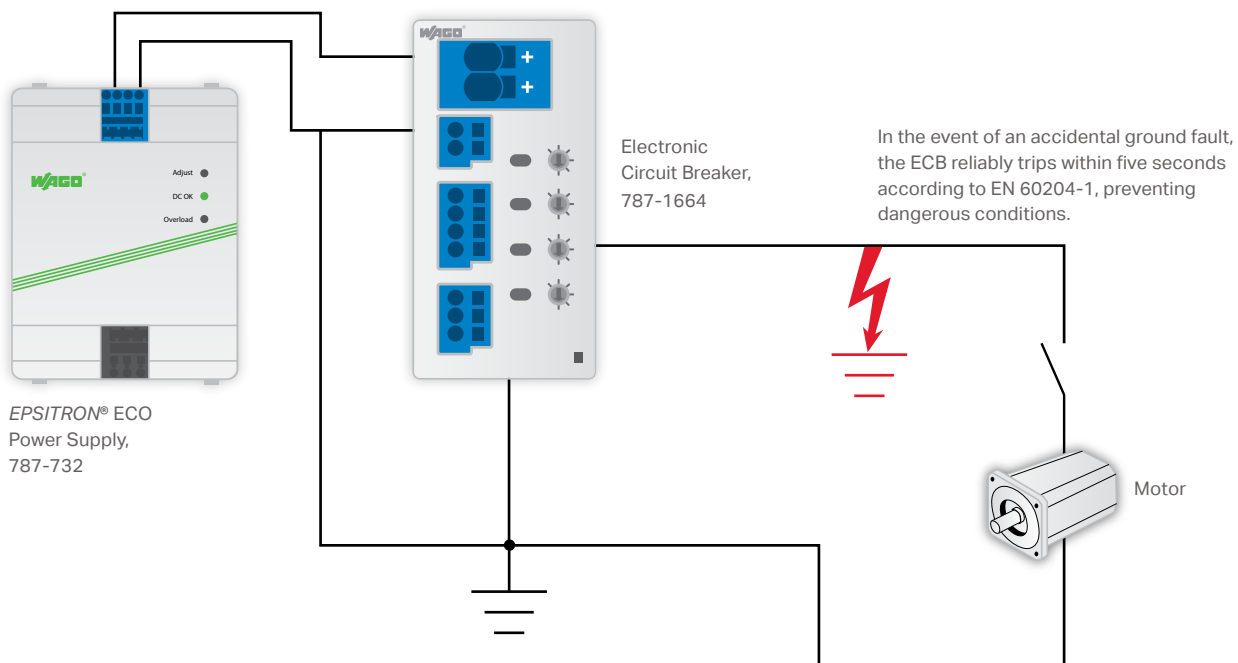 WAGO®
+
+
WAGO®
Adjust
DC OK
Overload
EPSITRON® ECO
Power Supply,
787-732
Electronic
Circuit Breaker,
787-1664
In the event of an accidental ground fault,
the ECB reliably trips within five seconds
according to EN 60204-1, preventing
dangerous conditions.
Motor